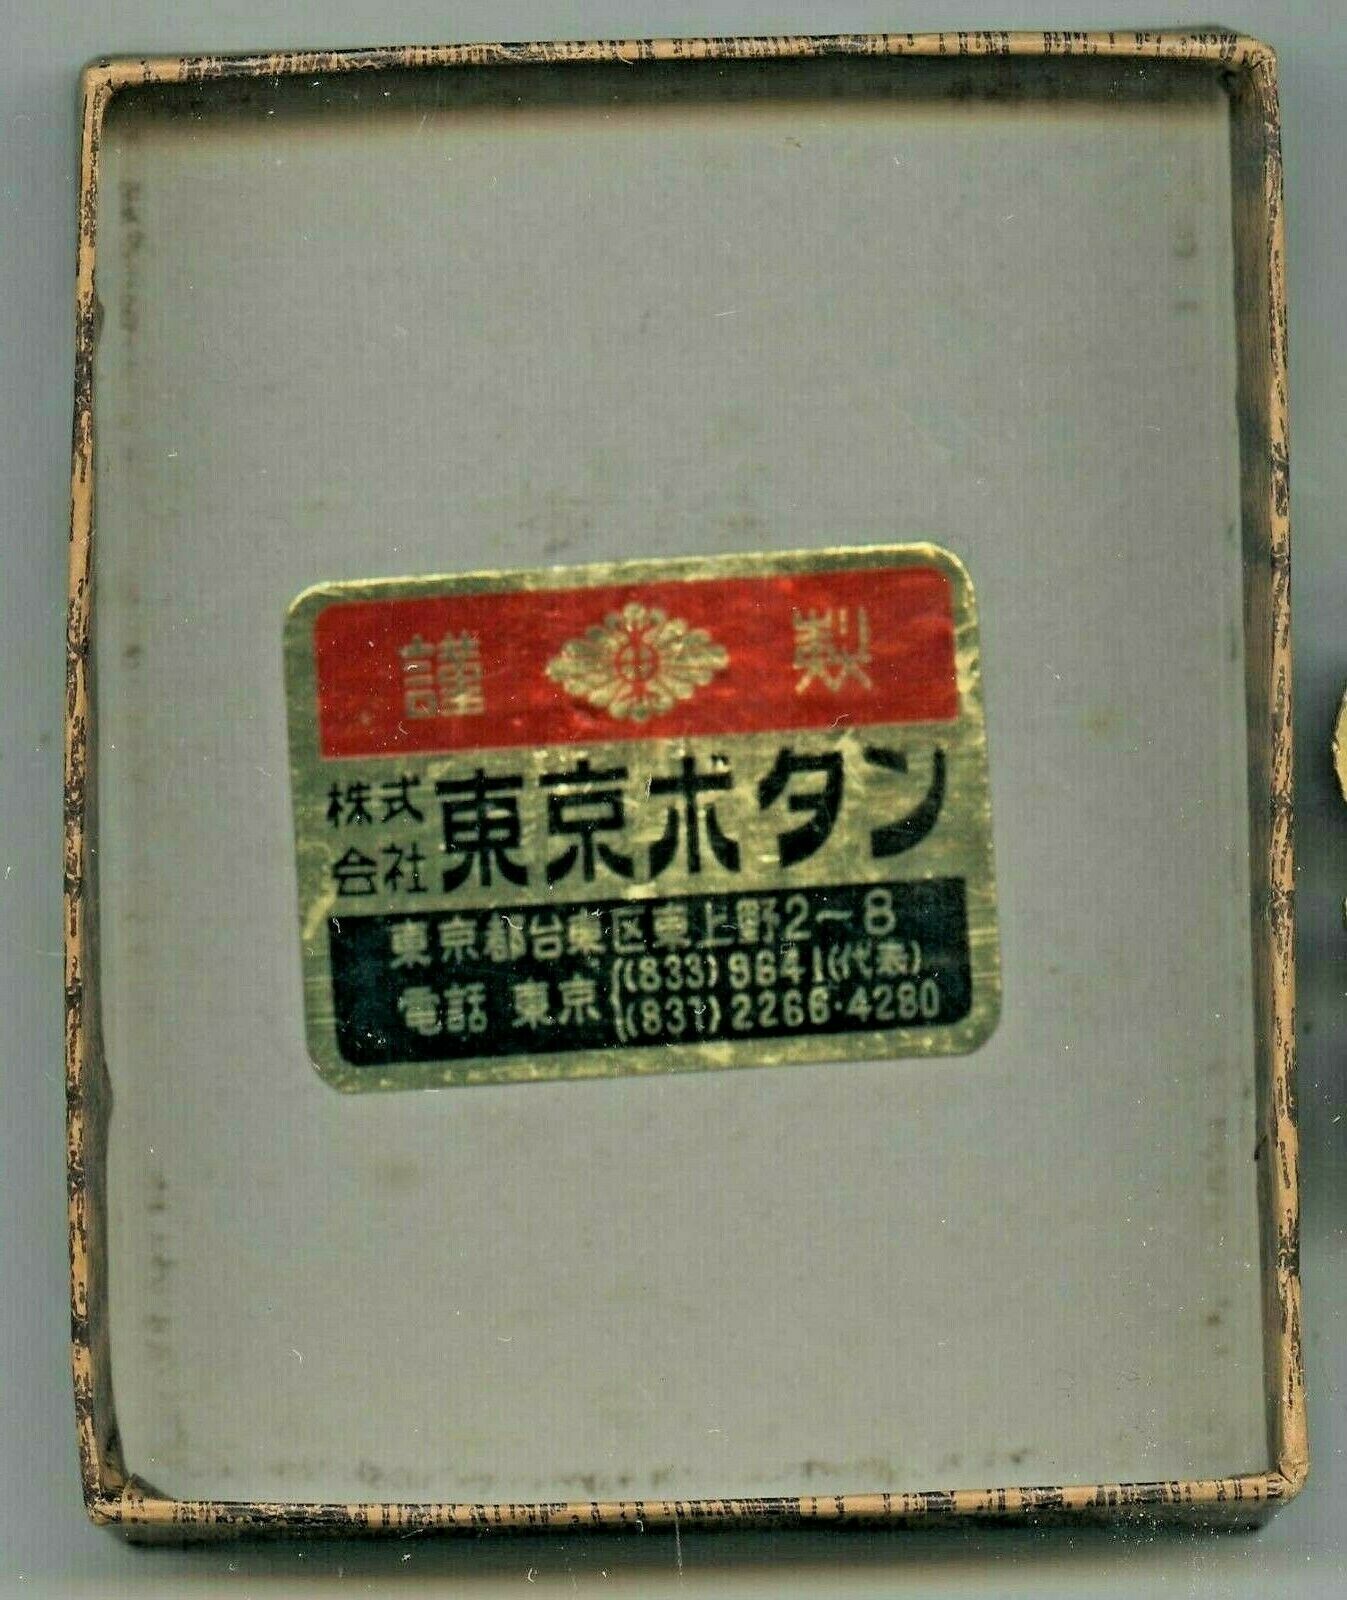 謹製
株式会社 東京ボタン
東京都台東区東上野2〜8
電話 東京 (833)9641(代表)
(831)2266・4280